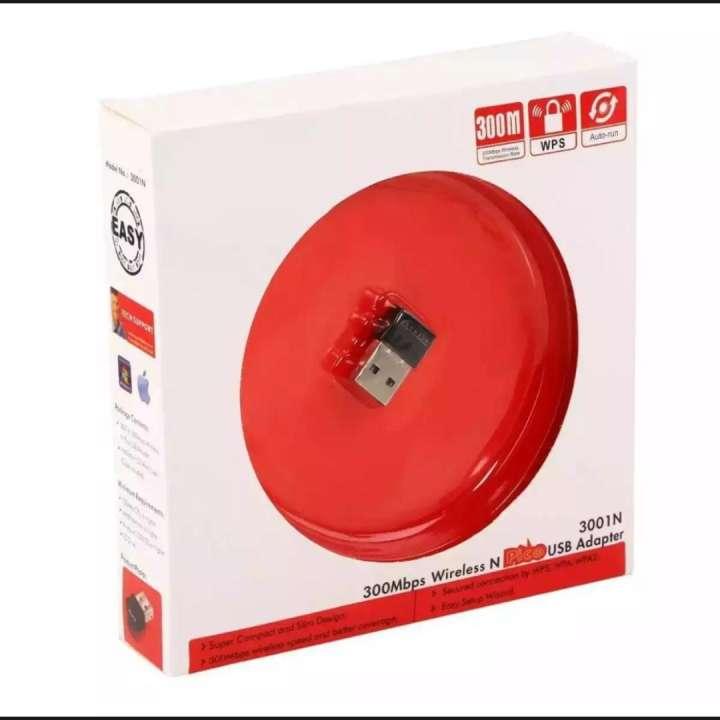 300M
300Mbps Wireless
Transmission Rate
WPS
Auto-run
Model No.: 3001N
EASY
TECH SUPPORT
Package Contents:
Minimum Requirements:
Product Photo:
3001N
300Mbps Wireless N Pico USB Adapter
> Super Compact and Slim Design.
> 300Mbps wireless speed and better coverage.
> Secured connection by WPS, WPA, WPA2.
> Easy Setup Wizard.